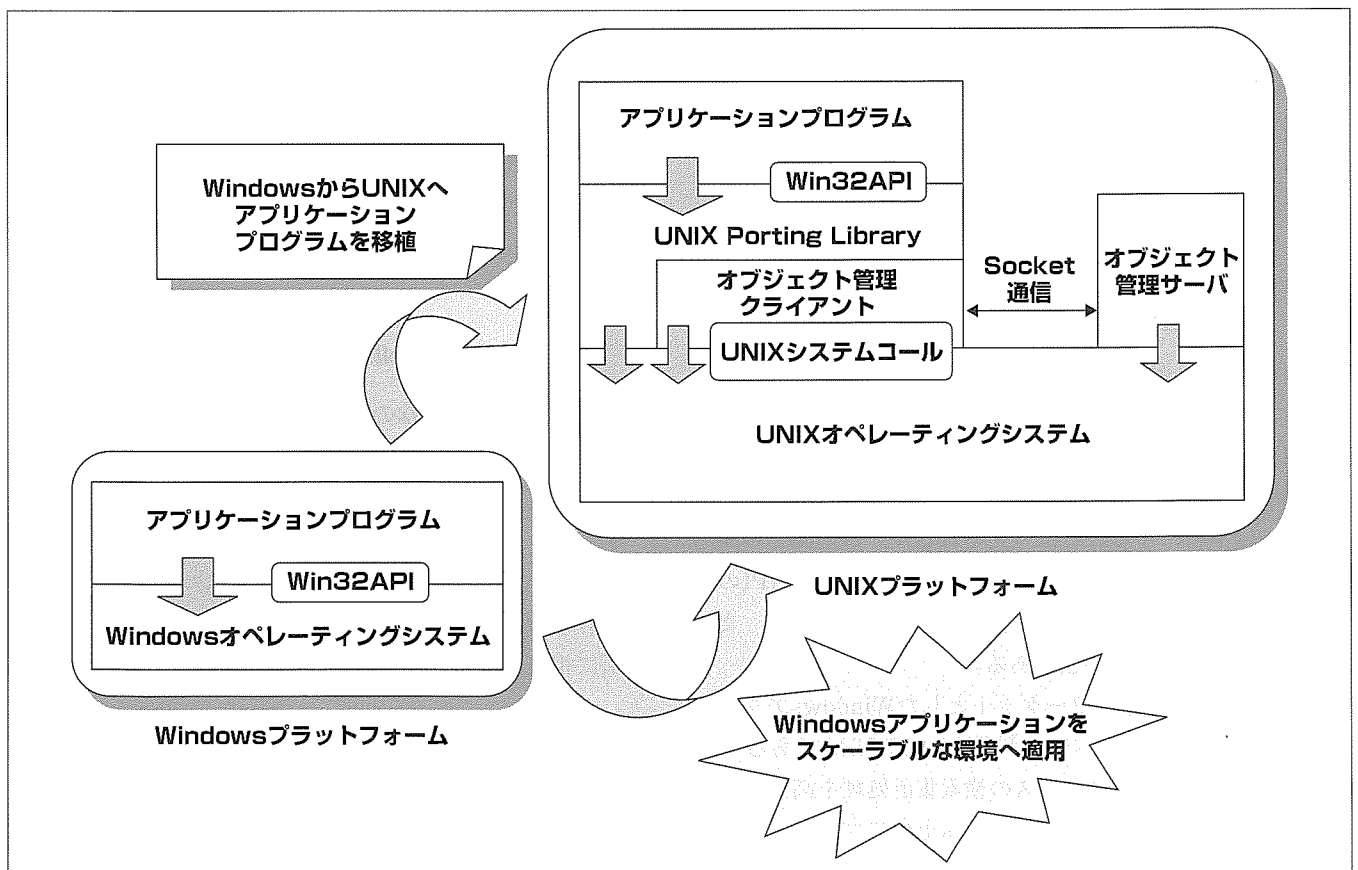 WindowsからUNIXへ
アプリケーション
プログラムを移植
アプリケーションプログラム
Win32API
UNIX Porting Library
オブジェクト管理
クライアント
Socket
通信
オブジェクト
管理サーバ
UNIXシステムコール
UNIXオペレーティングシステム
UNIXプラットフォーム
アプリケーションプログラム
Win32API
Windowsオペレーティングシステム
Windowsプラットフォーム
Windowsアプリケーションを
スケーラブルな環境へ適用